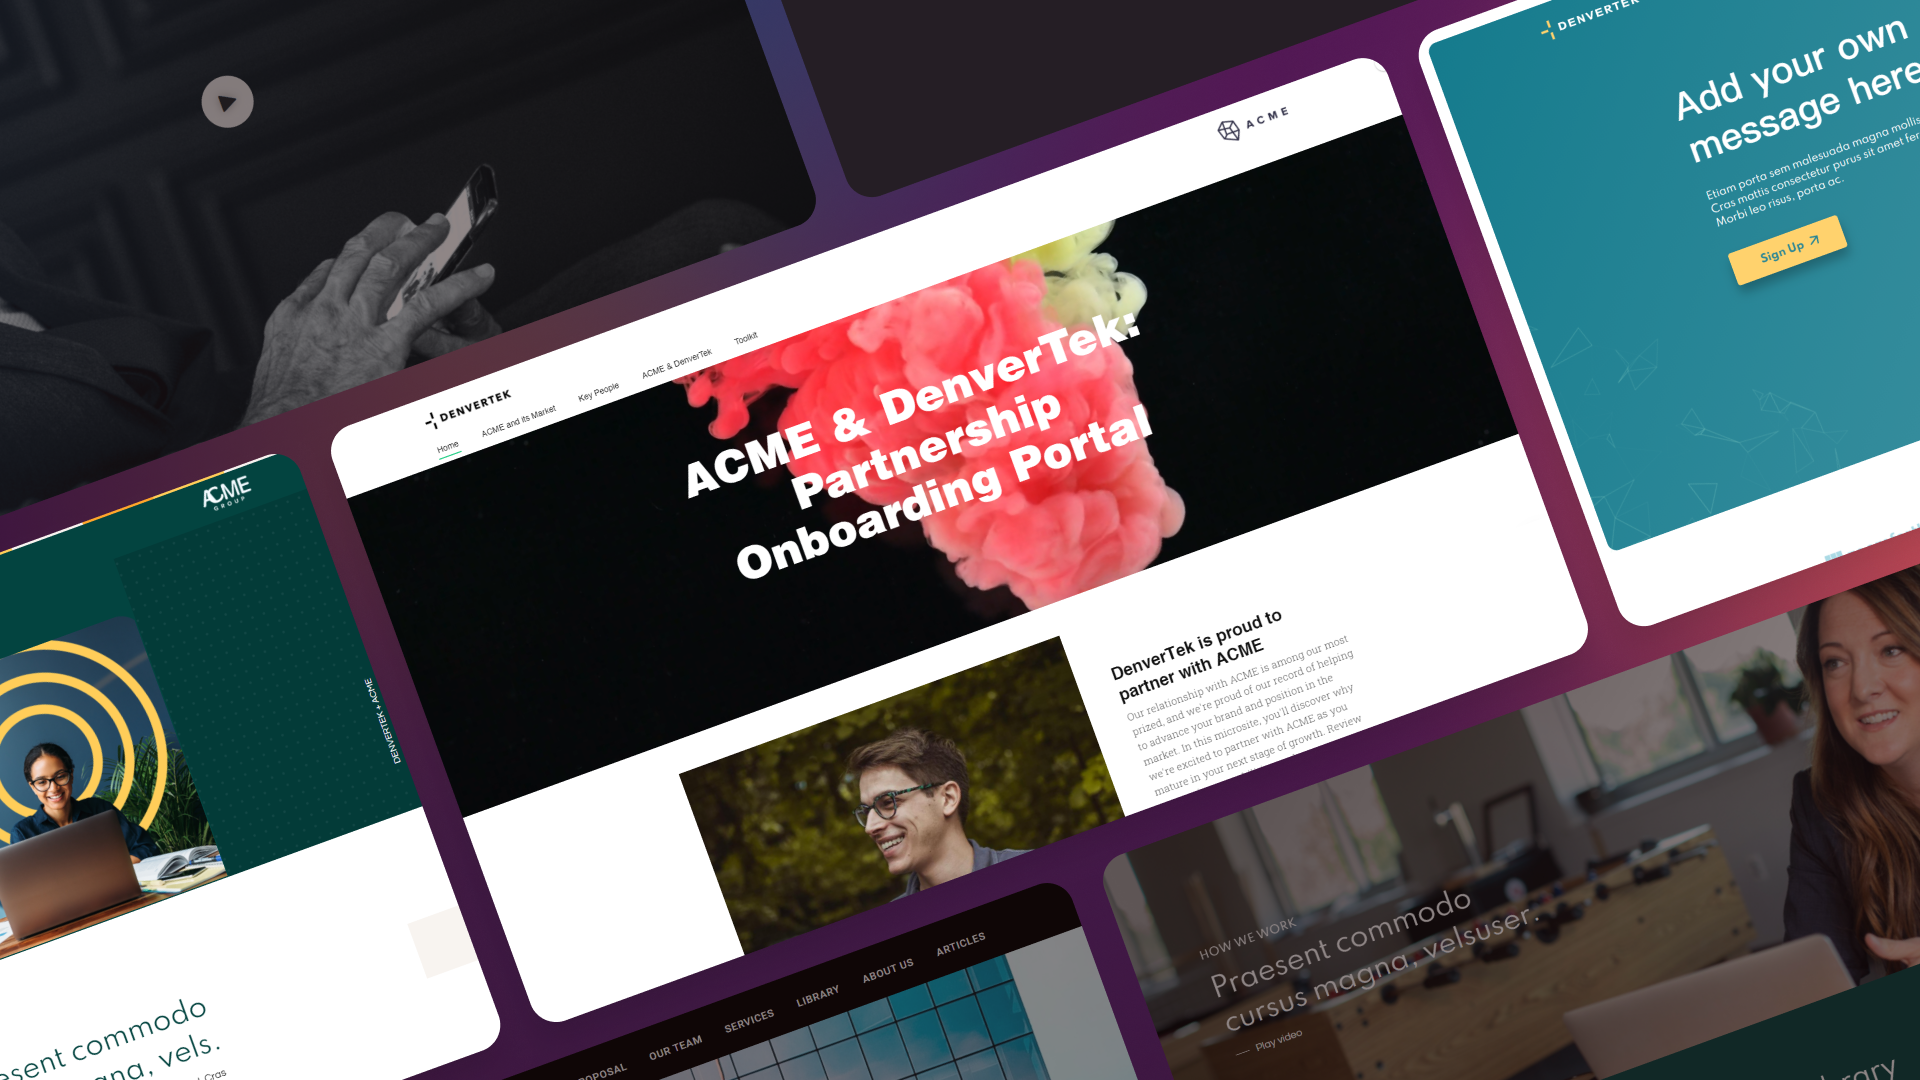 DENVERTEK
ACME
Home
ACME and its Market
Key People
ACME & DenverTek
Toolkit
ACME & DenverTek:
Partnership
Onboarding Portal
DenverTek is proud to
partner with ACME
Our relationship with ACME is among our most
prized, and we're proud of our record of helping
to advance your brand and position in the
market. In this microsite, you'll discover why
we're excited to partner with ACME as you
mature in your next stage of growth. Review
DENVERTEK
Add your own
message here
Etiam porta sem malesuada magna mollis
Cras mattis consectetur purus sit amet fer
Morbi leo risus, porta ac.
Sign Up
ACME
GROUP
DENVERTEK + ACME
esent commodo
gna, vels.
Cras
OPOSAL
OUR TEAM
SERVICES
LIBRARY
ABOUT US
ARTICLES
HOW WE WORK
Praesent commodo
cursus magna, velsuser.
Play video
rary